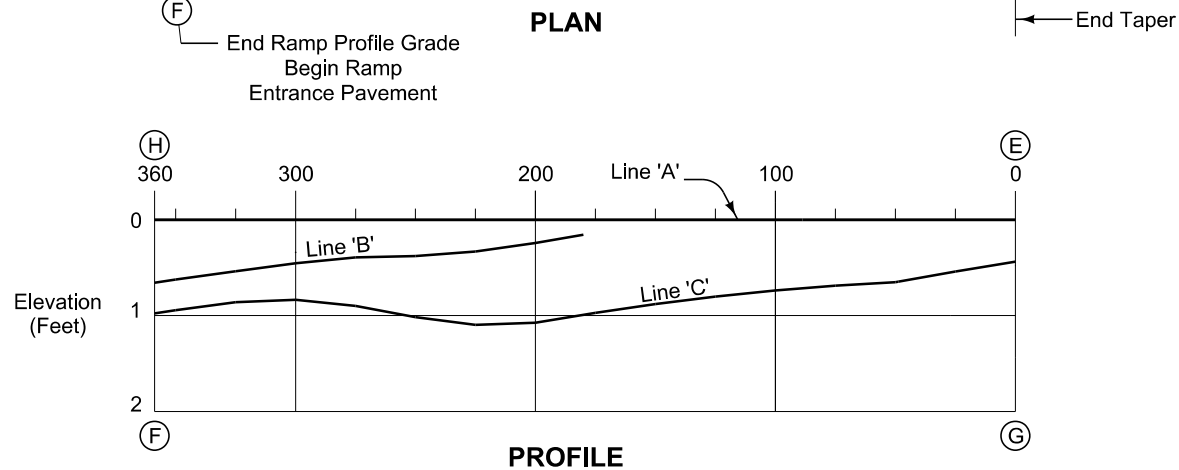 F
PLAN
End Taper
End Ramp Profile Grade
Begin Ramp
Entrance Pavement
H
E
360
300
200
Line 'A'
100
0
0
Line 'B'
Line 'C'
Elevation
(Feet)
1
2
F
G
PROFILE